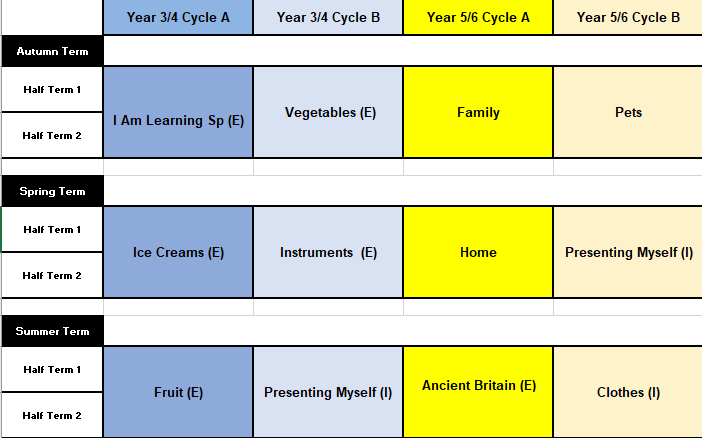 Year 3/4 Cycle A Year 3/4 Cycle B Year 5/6 Cycle A Year 5/6 Cycle B
Autumn Term
Half Term 1
Half Term 2
I Am Learning Sp (E) Vegetables (E) Family Pets
Spring Term
Half Term 1
Half Term 2
Ice Creams (E) Instruments (E) Home Presenting Myself (I)
Summer Term
Half Term 1
Half Term 2
Fruit (E) Presenting Myself (I) Ancient Britain (E) Clothes (I)